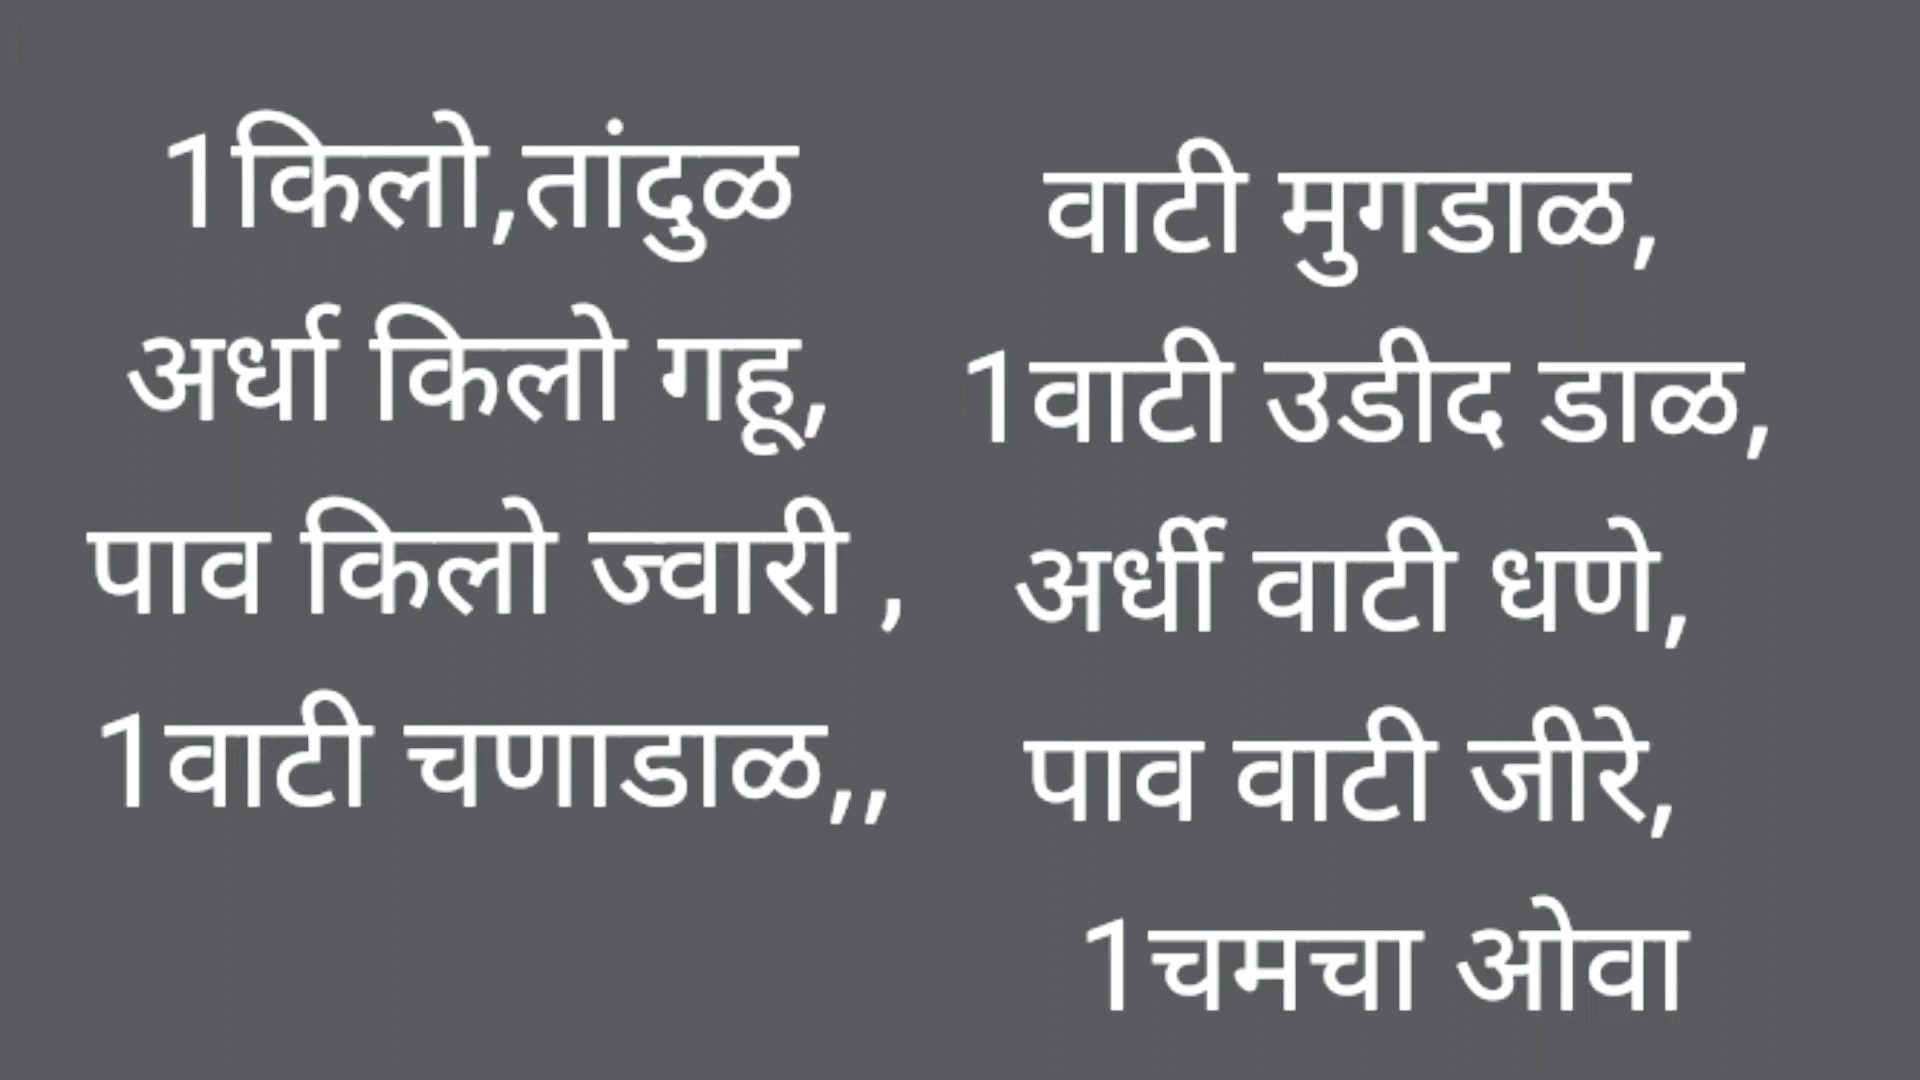 1किलो,तांदुळ
अर्धा किलो गहू,
पाव किलो ज्वारी ,
1वाटी चणाडाळ,,
वाटी मुगडाळ,
1वाटी उडीद डाळ,
अर्धी वाटी धणे,
पाव वाटी जीरे,
1चमचा ओवा